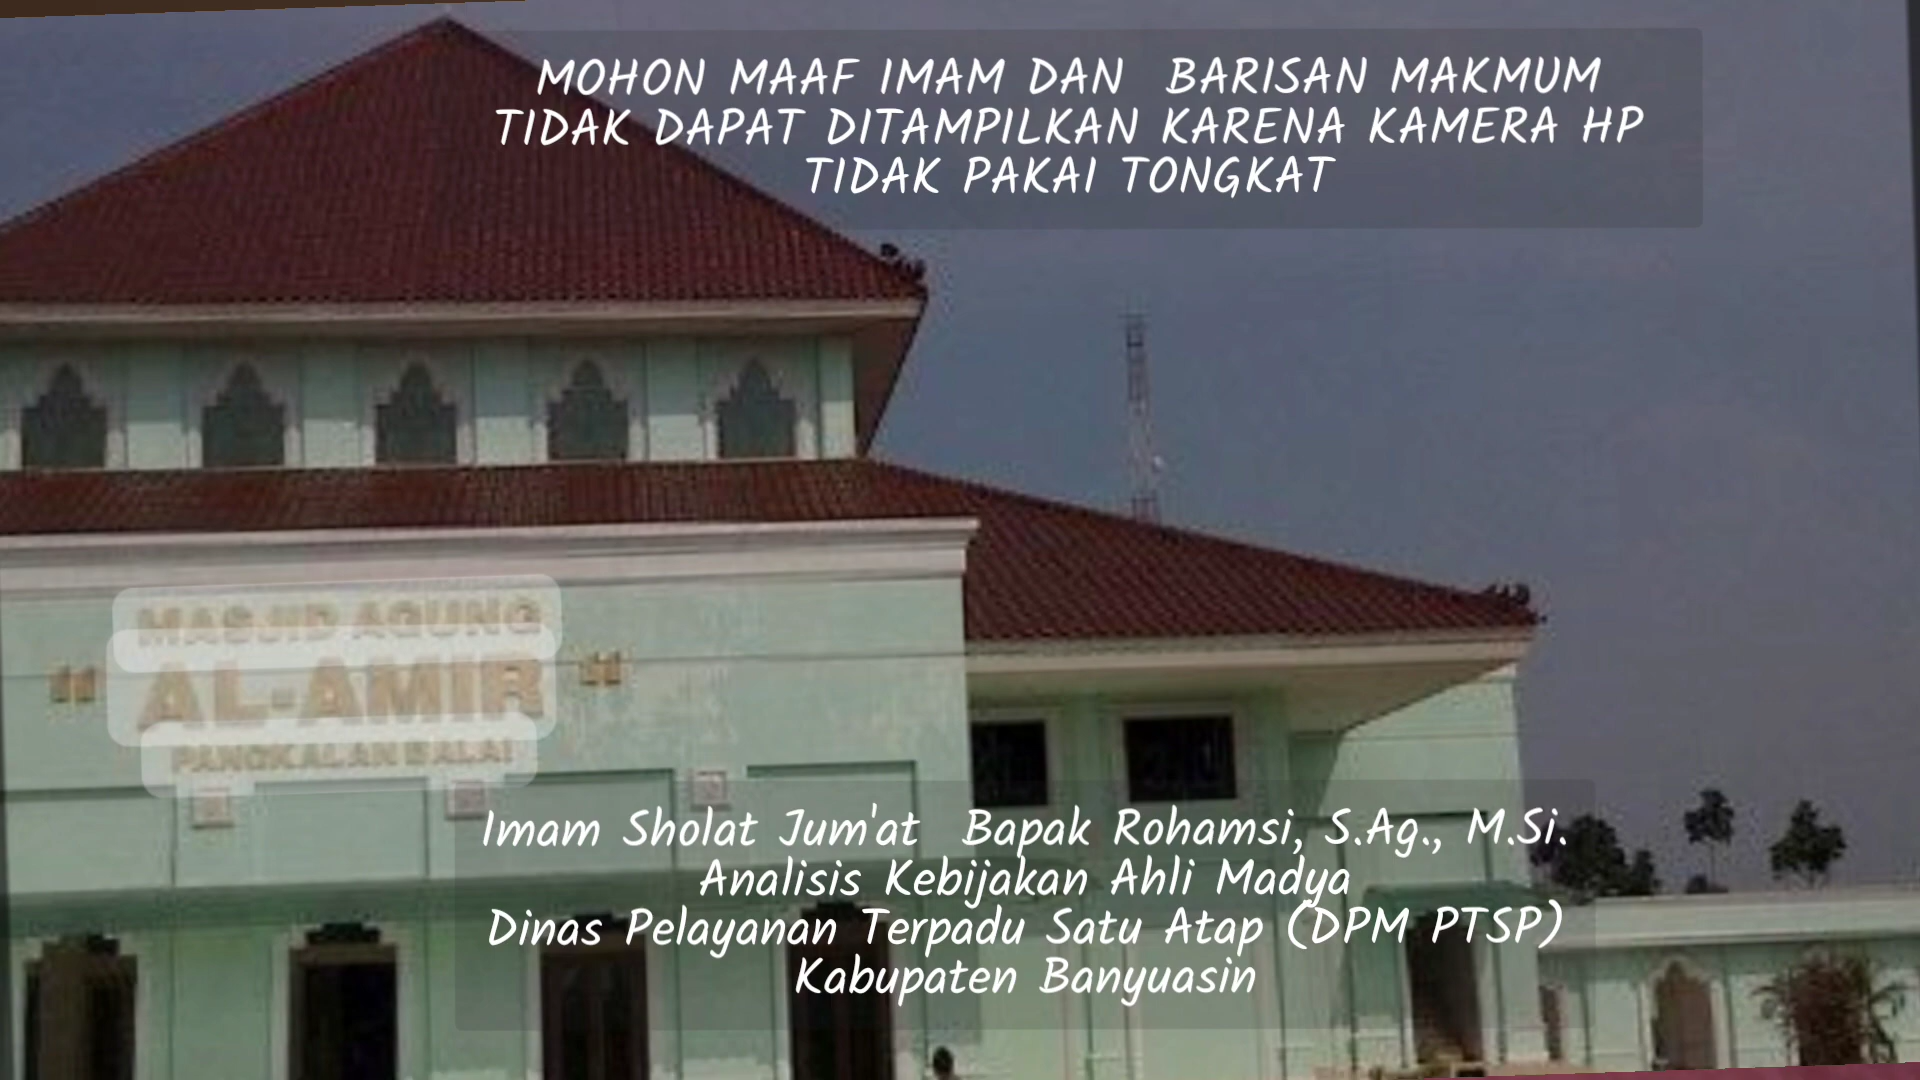 MOHON MAAF IMAM DAN BARISAN MAKMUM
TIDAK DAPAT DITAMPILKAN KARENA KAMERA HP
TIDAK PAKAI TONGKAT
MASJID AGUNG
AL-AMIR
PANGKALAN BALAI
Imam Sholat Jum'at Bapak Rohamsi, S.Ag., M.Si.
Analisis Kebijakan Ahli Madya
Dinas Pelayanan Terpadu Satu Atap (DPM PTSP)
Kabupaten Banyuasin